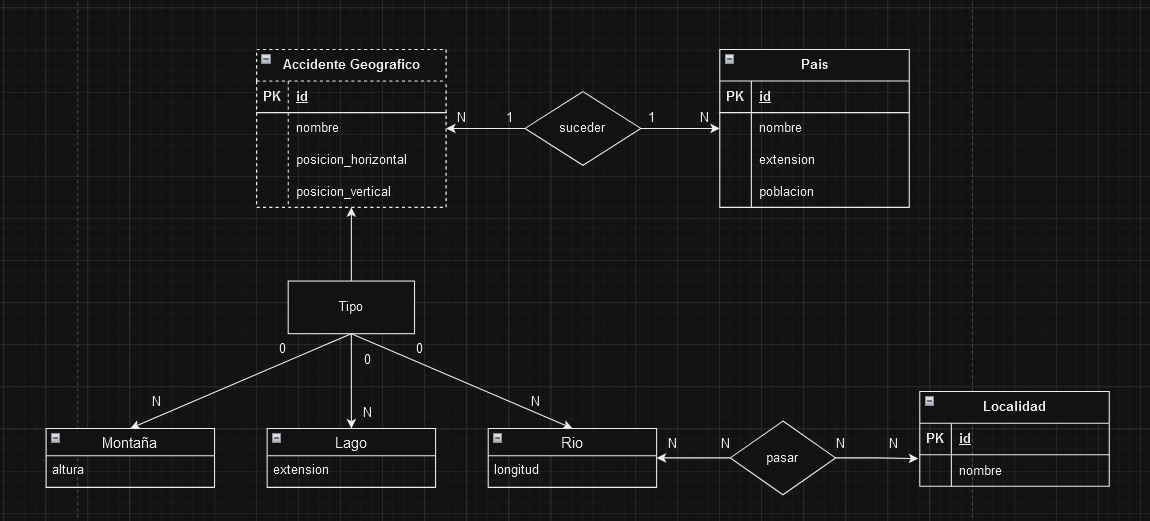 Accidente Geografico
PK id
nombre
posicion_horizontal
posicion_vertical
N 1 suceder 1 N
Pais
PK id
nombre
extension
poblacion
Tipo
0 0 0
N N N
Montaña
altura
Lago
extension
Rio
longitud
N N pasar N N
Localidad
PK id
nombre